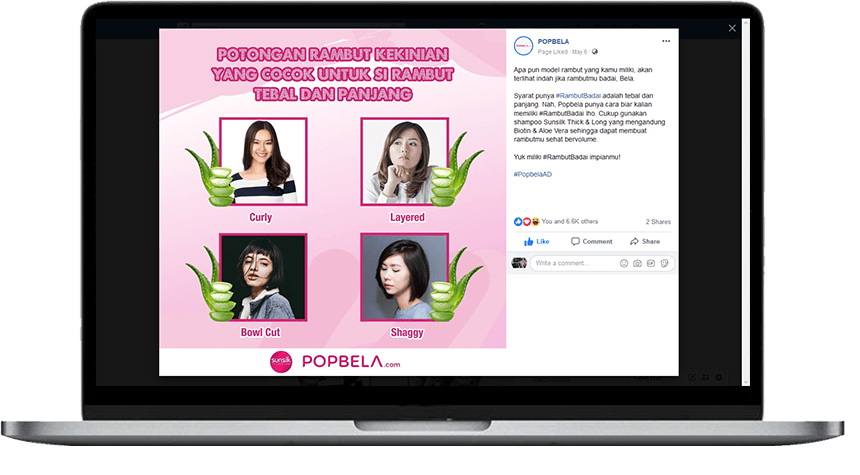 POTONGAN RAMBUT KEKINIAN
YANG COCOK UNTUK SI RAMBUT
TEBAL DAN PANJANG
Curly
Layered
Bowl Cut
Shaggy
sunsilk
POPBELA.com
POPBELA
Page Liked · May 6
Apa pun model rambut yang kamu miliki, akan
terlihat indah jika rambutmu badai, Bela.
Syarat punya #RambutBadai adalah tebal dan
panjang. Nah, Popbela punya cara biar kalian
memiliki #RambutBadai lho. Cukup gunakan
shampoo Sunsilk Thick & Long yang mengandung
Biotin & Aloe Vera sehingga dapat membuat
rambutmu sehat bervolume.
Yuk miliki #RambutBadai impianmu!
#PopbelaAD
You and 6.6K others
2 Shares
Like
Comment
Share
Write a comment...